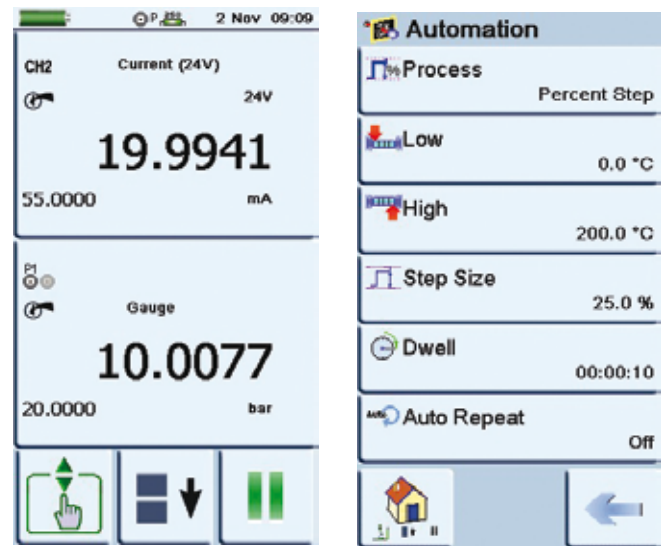 P 2 Nov 09:09
CH2 Current (24V)
24V
19.9941
55.0000 mA
P1
Gauge
10.0077
20.0000 bar
Automation
% Process
Percent Step
Low
0.0 °C
High
200.0 °C
Step Size
25.0 %
Dwell
00:00:10
Auto Repeat
Off